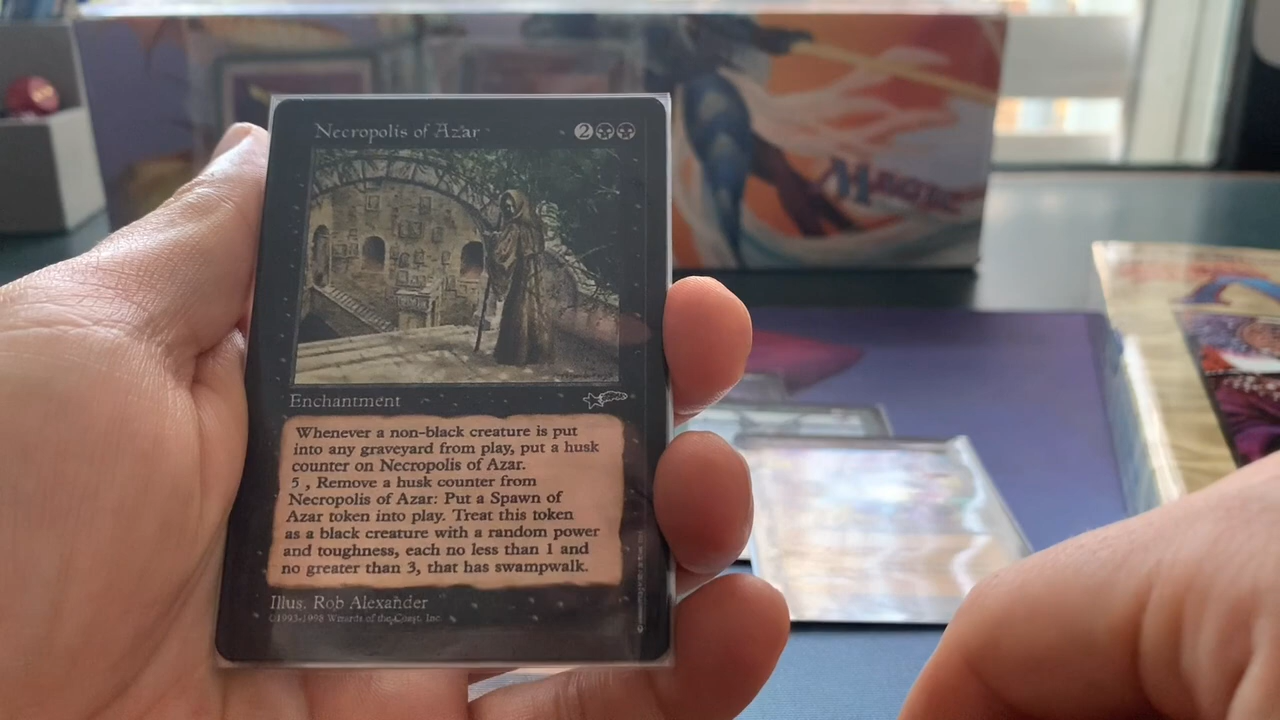 Necropolis of Azar 2
Enchantment
Whenever a non-black creature is put
into any graveyard from play, put a husk
counter on Necropolis of Azar.
5 , Remove a husk counter from
Necropolis of Azar: Put a Spawn of
Azar token into play. Treat this token
as a black creature with a random power
and toughness, each no less than 1 and
no greater than 3, that has swampwalk.
Illus. Rob Alexander
©1993-1998 Wizards of the Coast, Inc.
Magic